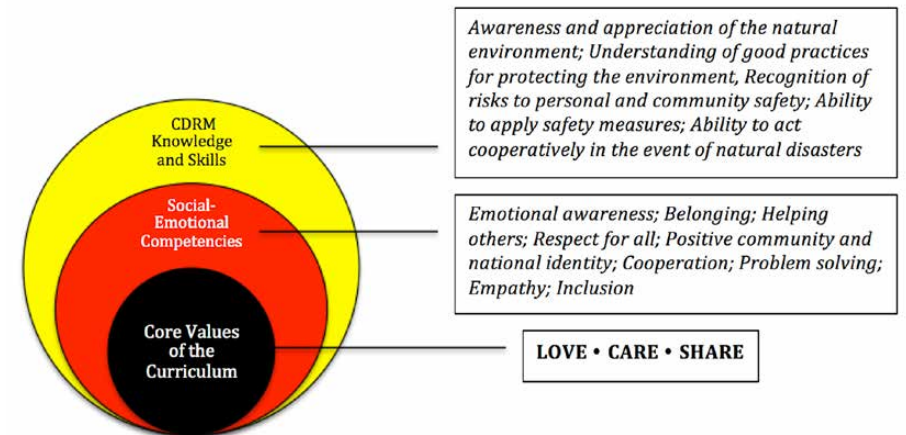 CDRM
Knowledge
and Skills
Awareness and appreciation of the natural
environment; Understanding of good practices
for protecting the environment, Recognition of
risks to personal and community safety; Ability
to apply safety measures; Ability to act
cooperatively in the event of natural disasters
Social-
Emotional
Competencies
Emotional awareness; Belonging; Helping
others; Respect for all; Positive community and
national identity; Cooperation; Problem solving;
Empathy; Inclusion
Core Values
of the
Curriculum
LOVE • CARE • SHARE